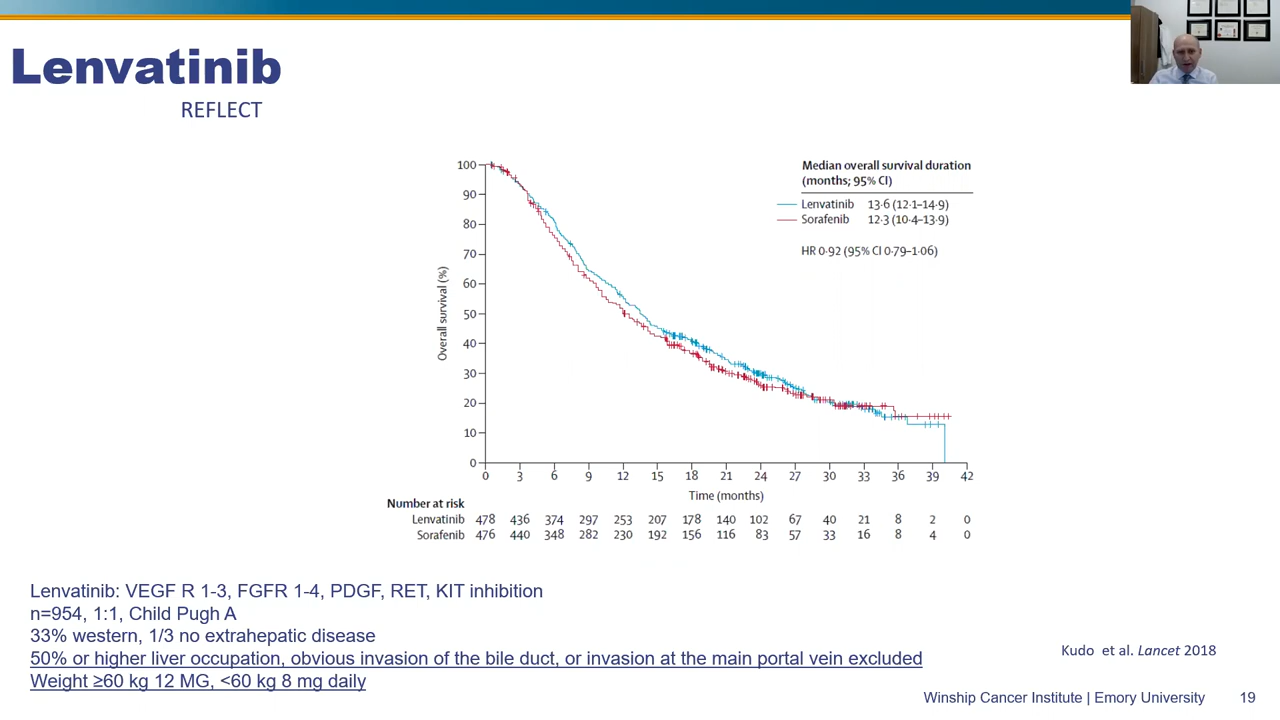 Lenvatinib
REFLECT
Median overall survival duration
(months; 95% CI)
Lenvatinib 13·6 (12·1–14·9)
Sorafenib 12·3 (10·4–13·9)
HR 0·92 (95% CI 0·79–1·06)
Overall survival (%)
100
90
80
70
60
50
40
30
20
10
0
0 3 6 9 12 15 18 21 24 27 30 33 36 39 42
Time (months)
Number at risk
Lenvatinib 478 436 374 297 253 207 178 140 102 67 40 21 8 2 0
Sorafenib 476 440 348 282 230 192 156 116 83 57 33 16 8 4 0
Lenvatinib: VEGF R 1-3, FGFR 1-4, PDGF, RET, KIT inhibition
n=954, 1:1, Child Pugh A
33% western, 1/3 no extrahepatic disease
50% or higher liver occupation, obvious invasion of the bile duct, or invasion at the main portal vein excluded
Weight ≥60 kg 12 MG, <60 kg 8 mg daily
Kudo et al. Lancet 2018
Winship Cancer Institute | Emory University 19